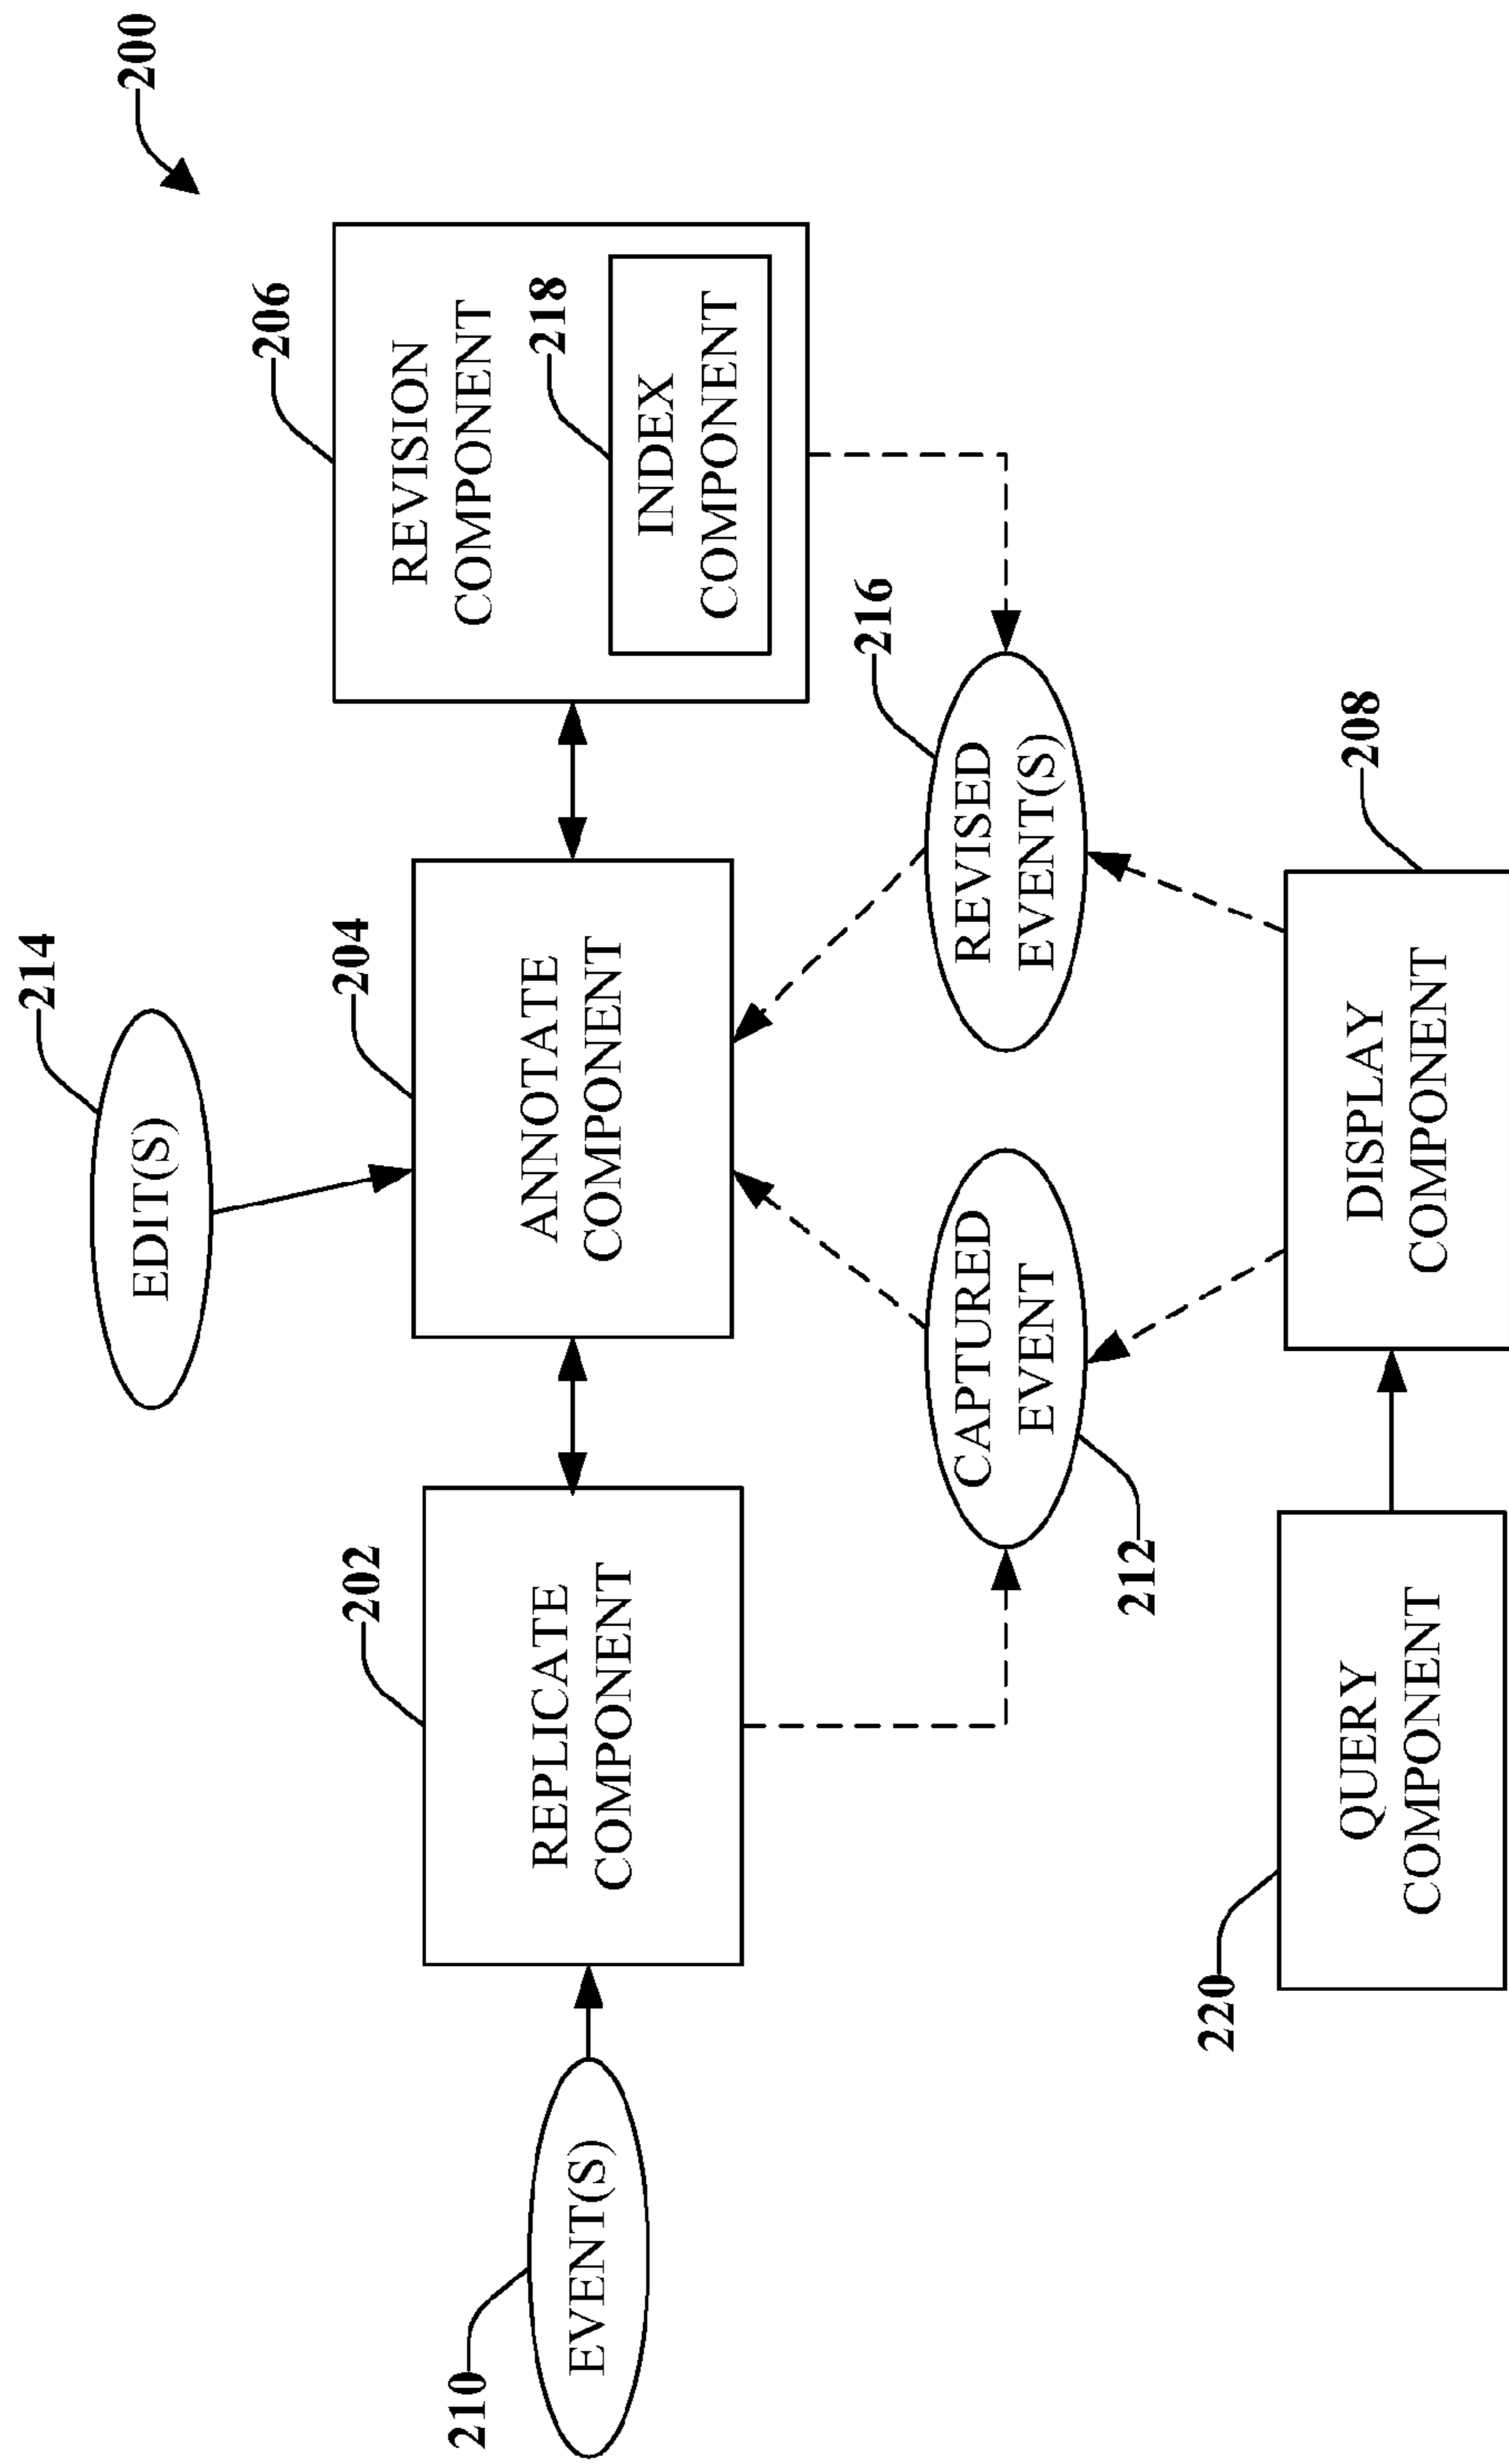 200
214
EDIT(S)
206
REVISION
COMPONENT
218
INDEX
COMPONENT
204
ANNOTATE
COMPONENT
202
REPLICATE
COMPONENT
210
EVENT(S)
216
REVISED
EVENT(S)
CAPTURED
EVENT
212
208
DISPLAY
COMPONENT
220
QUERY
COMPONENT